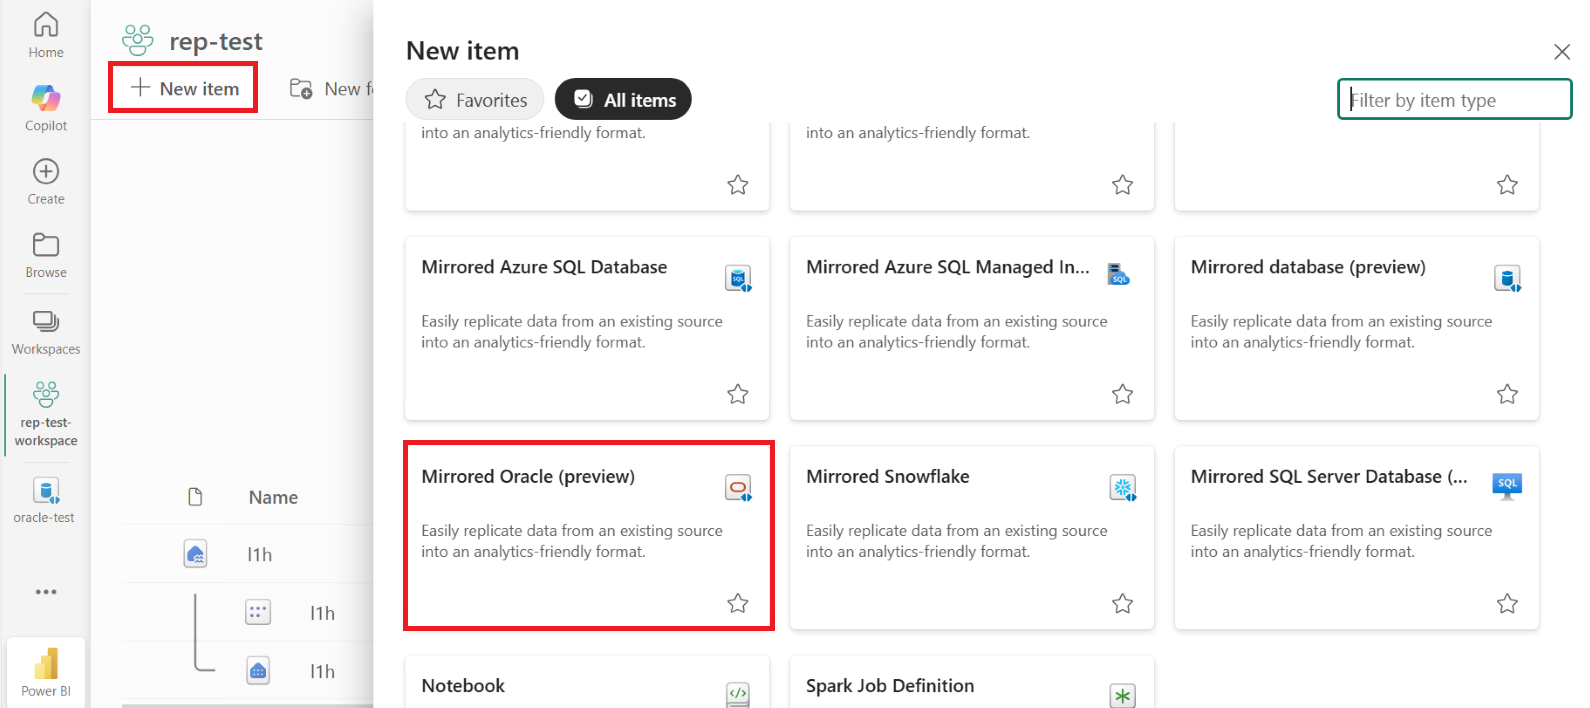 Home
Copilot
Create
Browse
Workspaces
rep-test-
workspace
oracle-test
Power BI
rep-test
New item
New f
Name
l1h
l1h
l1h
New item
Favorites
All items
Filter by item type
into an analytics-friendly format.
into an analytics-friendly format.
Mirrored Azure SQL Database
SQL
Easily replicate data from an existing source
into an analytics-friendly format.
Mirrored Azure SQL Managed In...
SQL
Easily replicate data from an existing source
into an analytics-friendly format.
Mirrored database (preview)
Easily replicate data from an existing source
into an analytics-friendly format.
Mirrored Oracle (preview)
Easily replicate data from an existing source
into an analytics-friendly format.
Mirrored Snowflake
Easily replicate data from an existing source
into an analytics-friendly format.
Mirrored SQL Server Database (...
SQL
Easily replicate data from an existing source
into an analytics-friendly format.
Notebook
Spark Job Definition